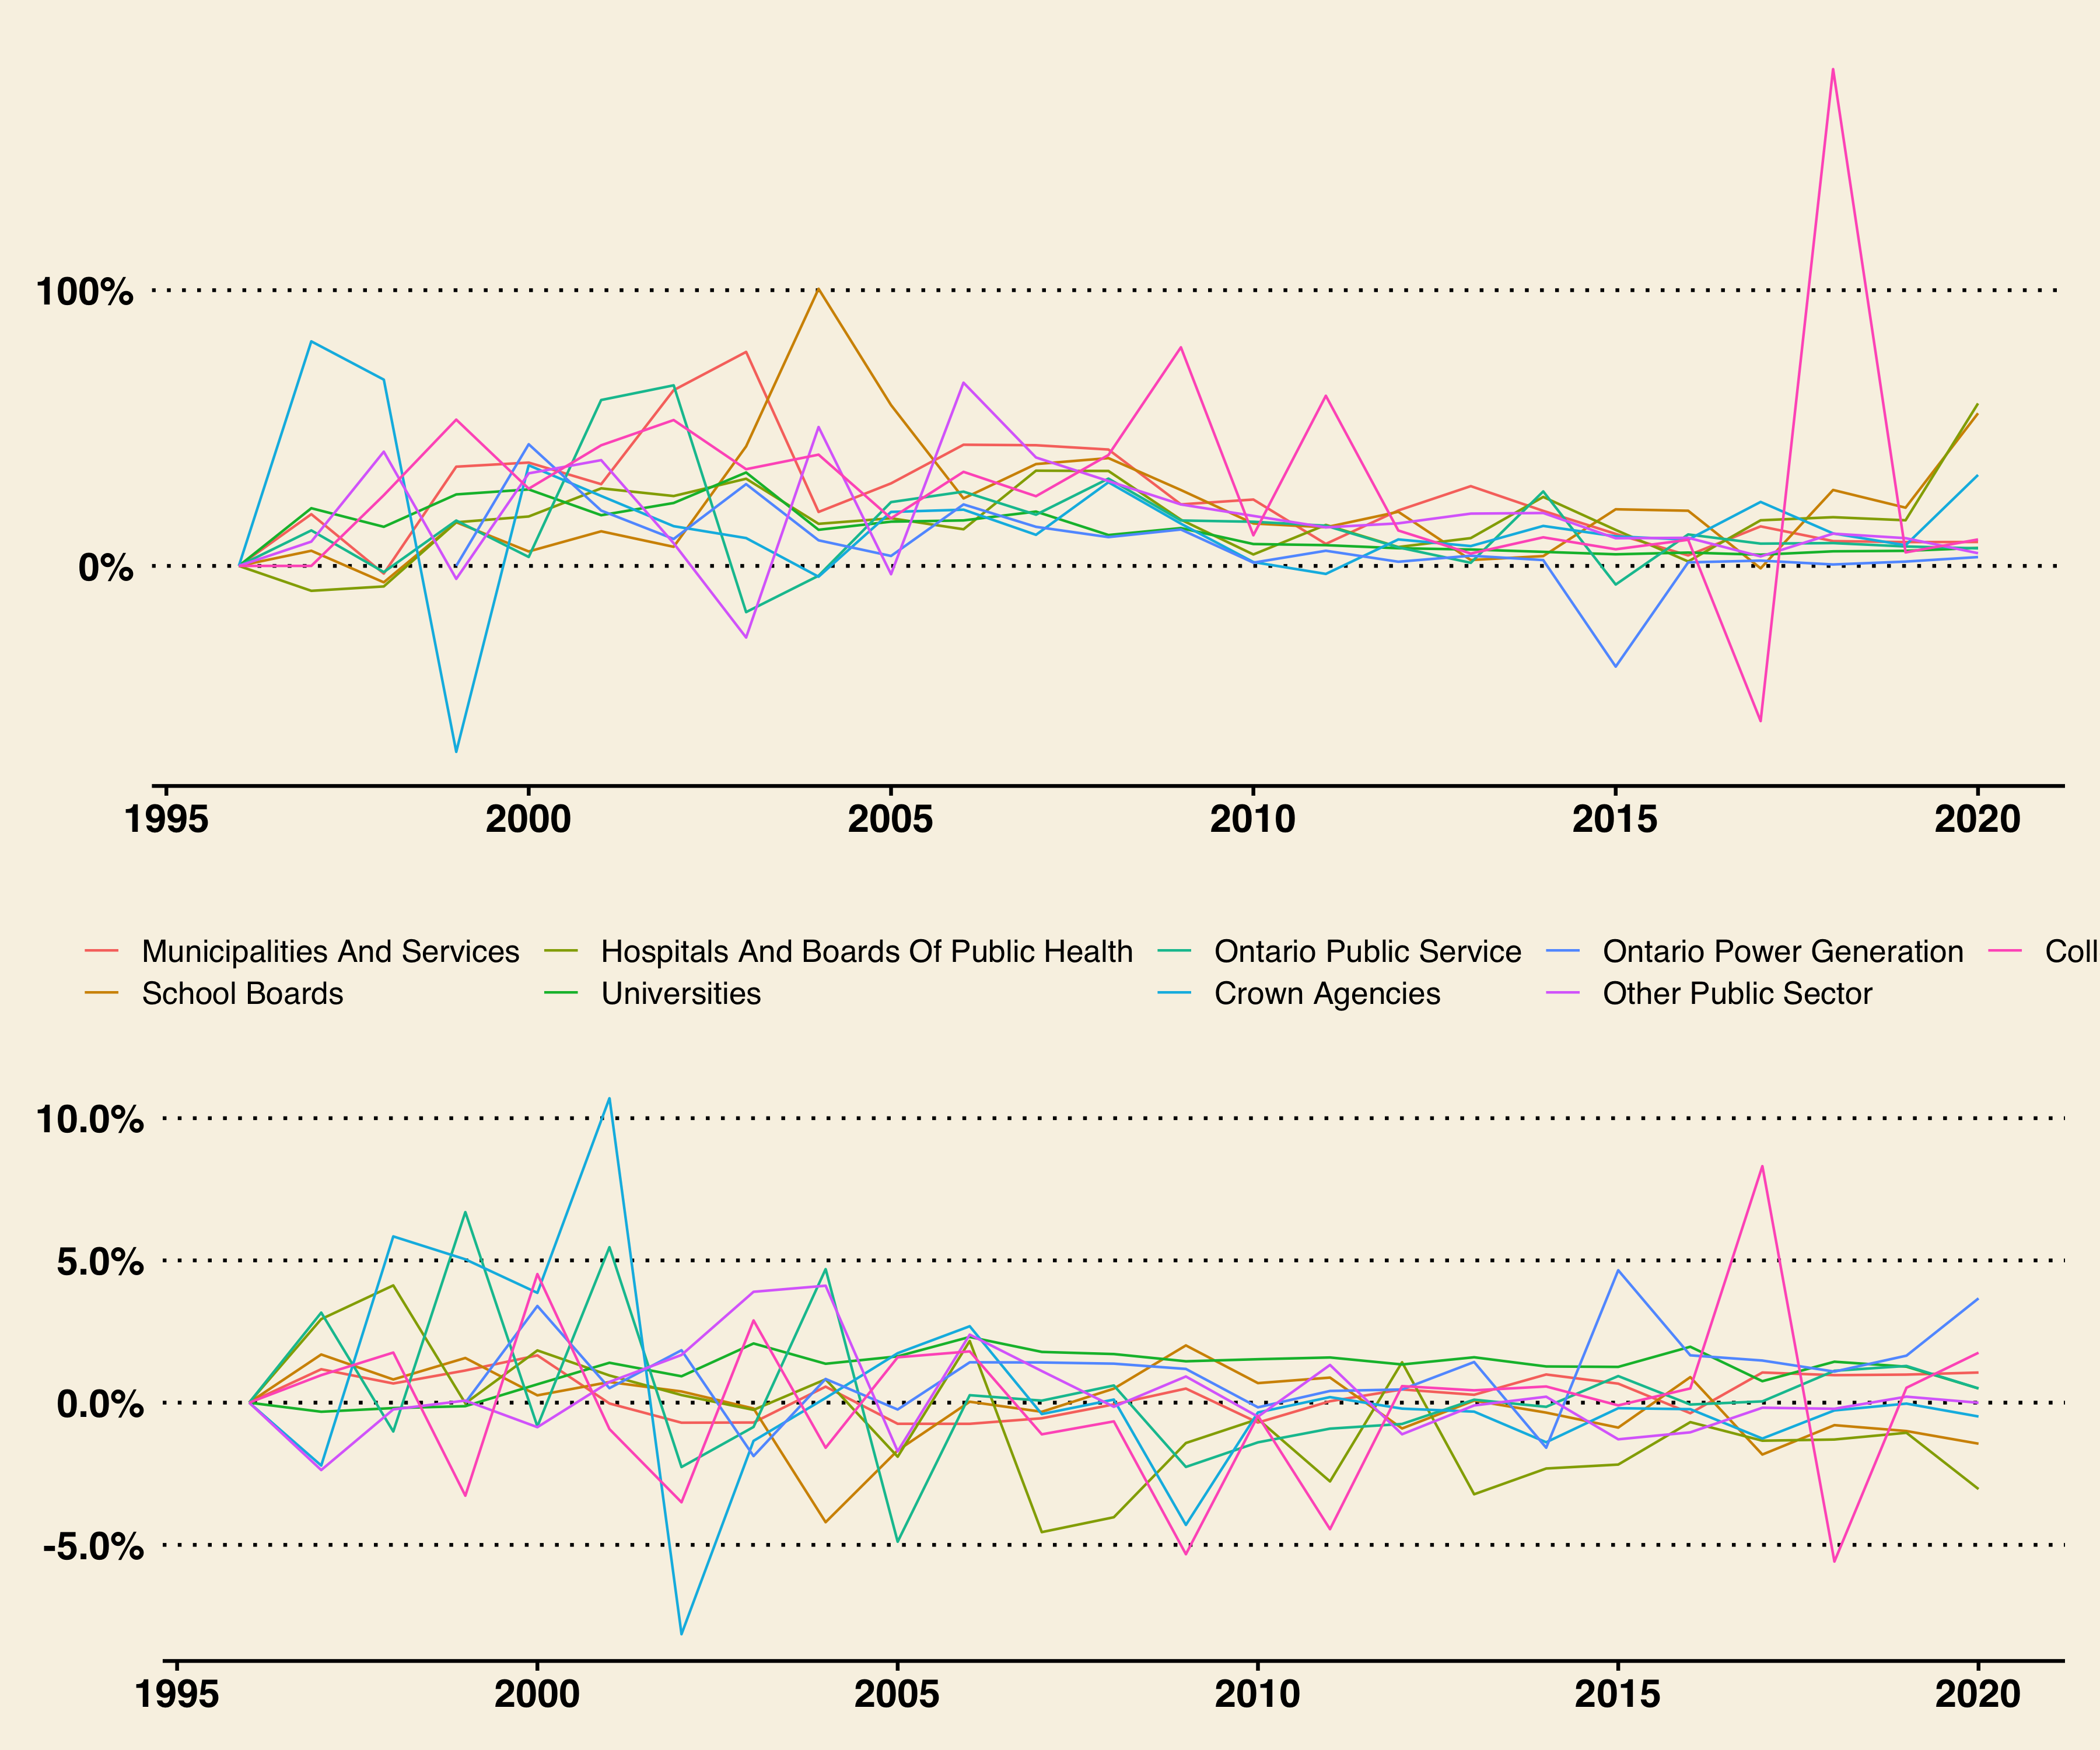 100%
0%
1995 2000 2005 2010 2015 2020
Municipalities And Services Hospitals And Boards Of Public Health Ontario Public Service Ontario Power Generation Coll
School Boards Universities Crown Agencies Other Public Sector
10.0%
5.0%
0.0%
-5.0%
1995 2000 2005 2010 2015 2020